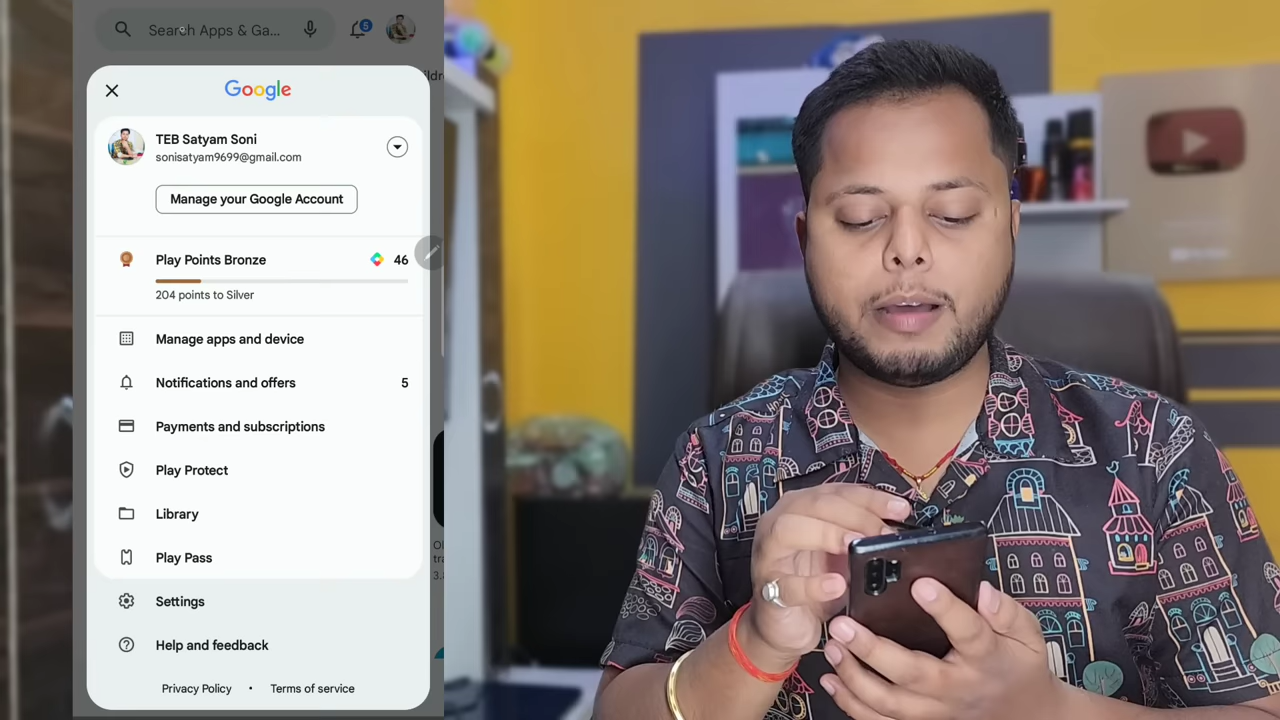 Search Apps & Ga...
5
Google
TEB Satyam Soni
sonisatyam9699@gmail.com
Manage your Google Account
Play Points Bronze
46
204 points to Silver
Manage apps and device
Notifications and offers
5
Payments and subscriptions
Play Protect
Library
Play Pass
Settings
Help and feedback
Privacy Policy • Terms of service